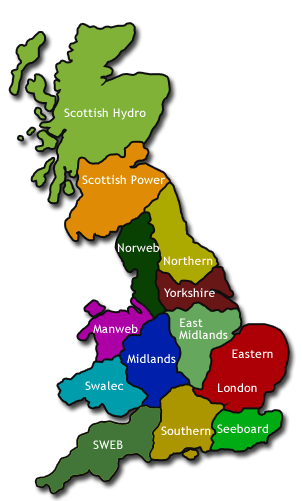 Scottish Hydro
Scottish Power
Norweb
Northern
Yorkshire
East
Midlands
Manweb
Midlands
Eastern
Swalec
London
Southern
Seeboard
SWEB